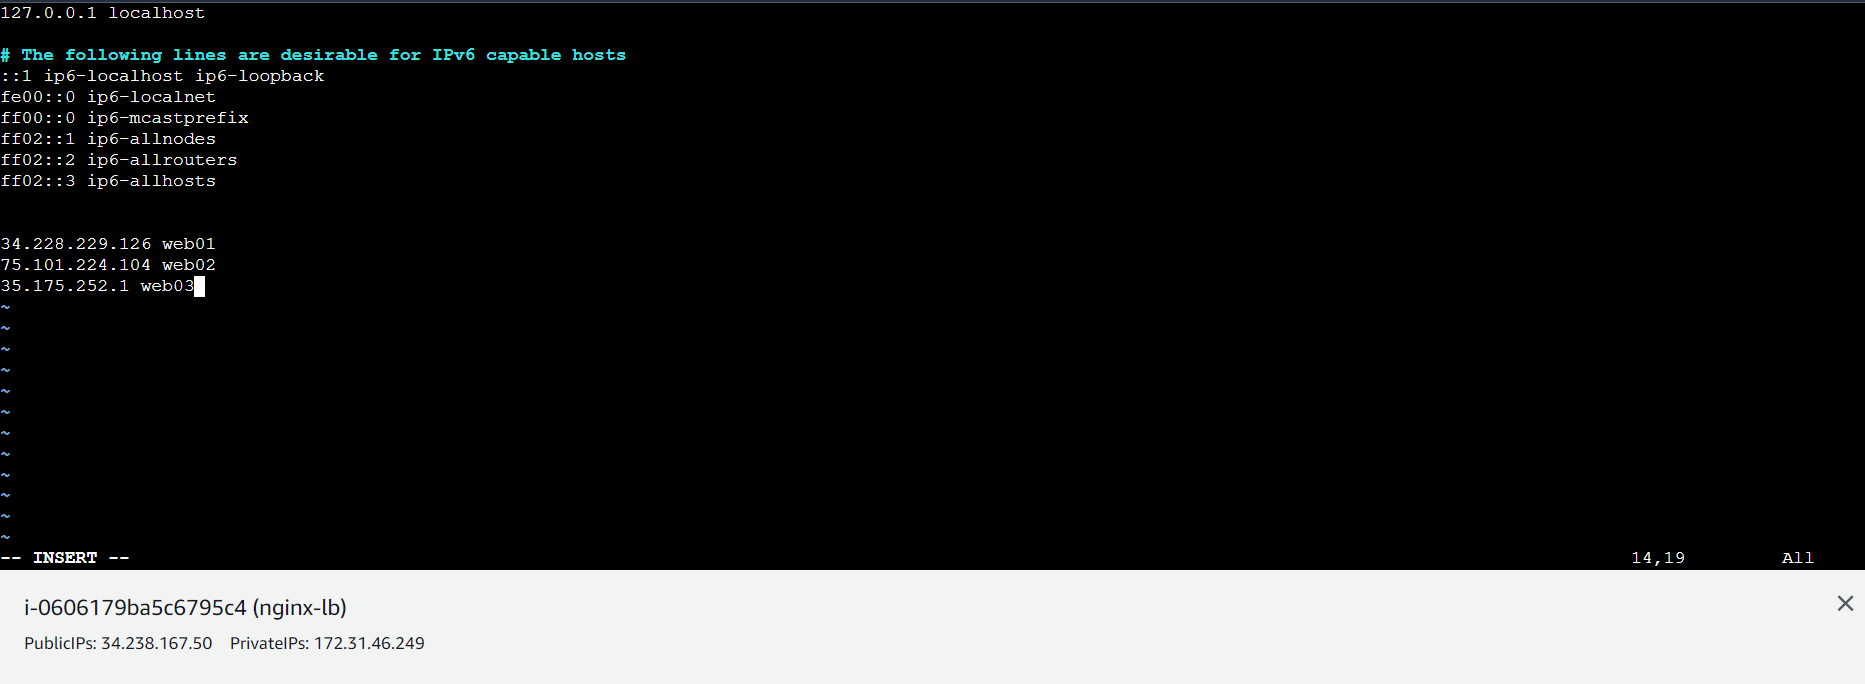 127.0.0.1 localhost
# The following lines are desirable for IPv6 capable hosts
::1 ip6-localhost ip6-loopback
fe00::0 ip6-localnet
ff00::0 ip6-mcastprefix
ff02::1 ip6-allnodes
ff02::2 ip6-allrouters
ff02::3 ip6-allhosts
34.228.229.126 web01
75.101.224.104 web02
35.175.252.1 web03
~
~
~
~
~
~
~
~
~
~
~
~
-- INSERT -- 14,19 All
i-0606179ba5c6795c4 (nginx-lb)
PublicIPs: 34.238.167.50 PrivateIPs: 172.31.46.249